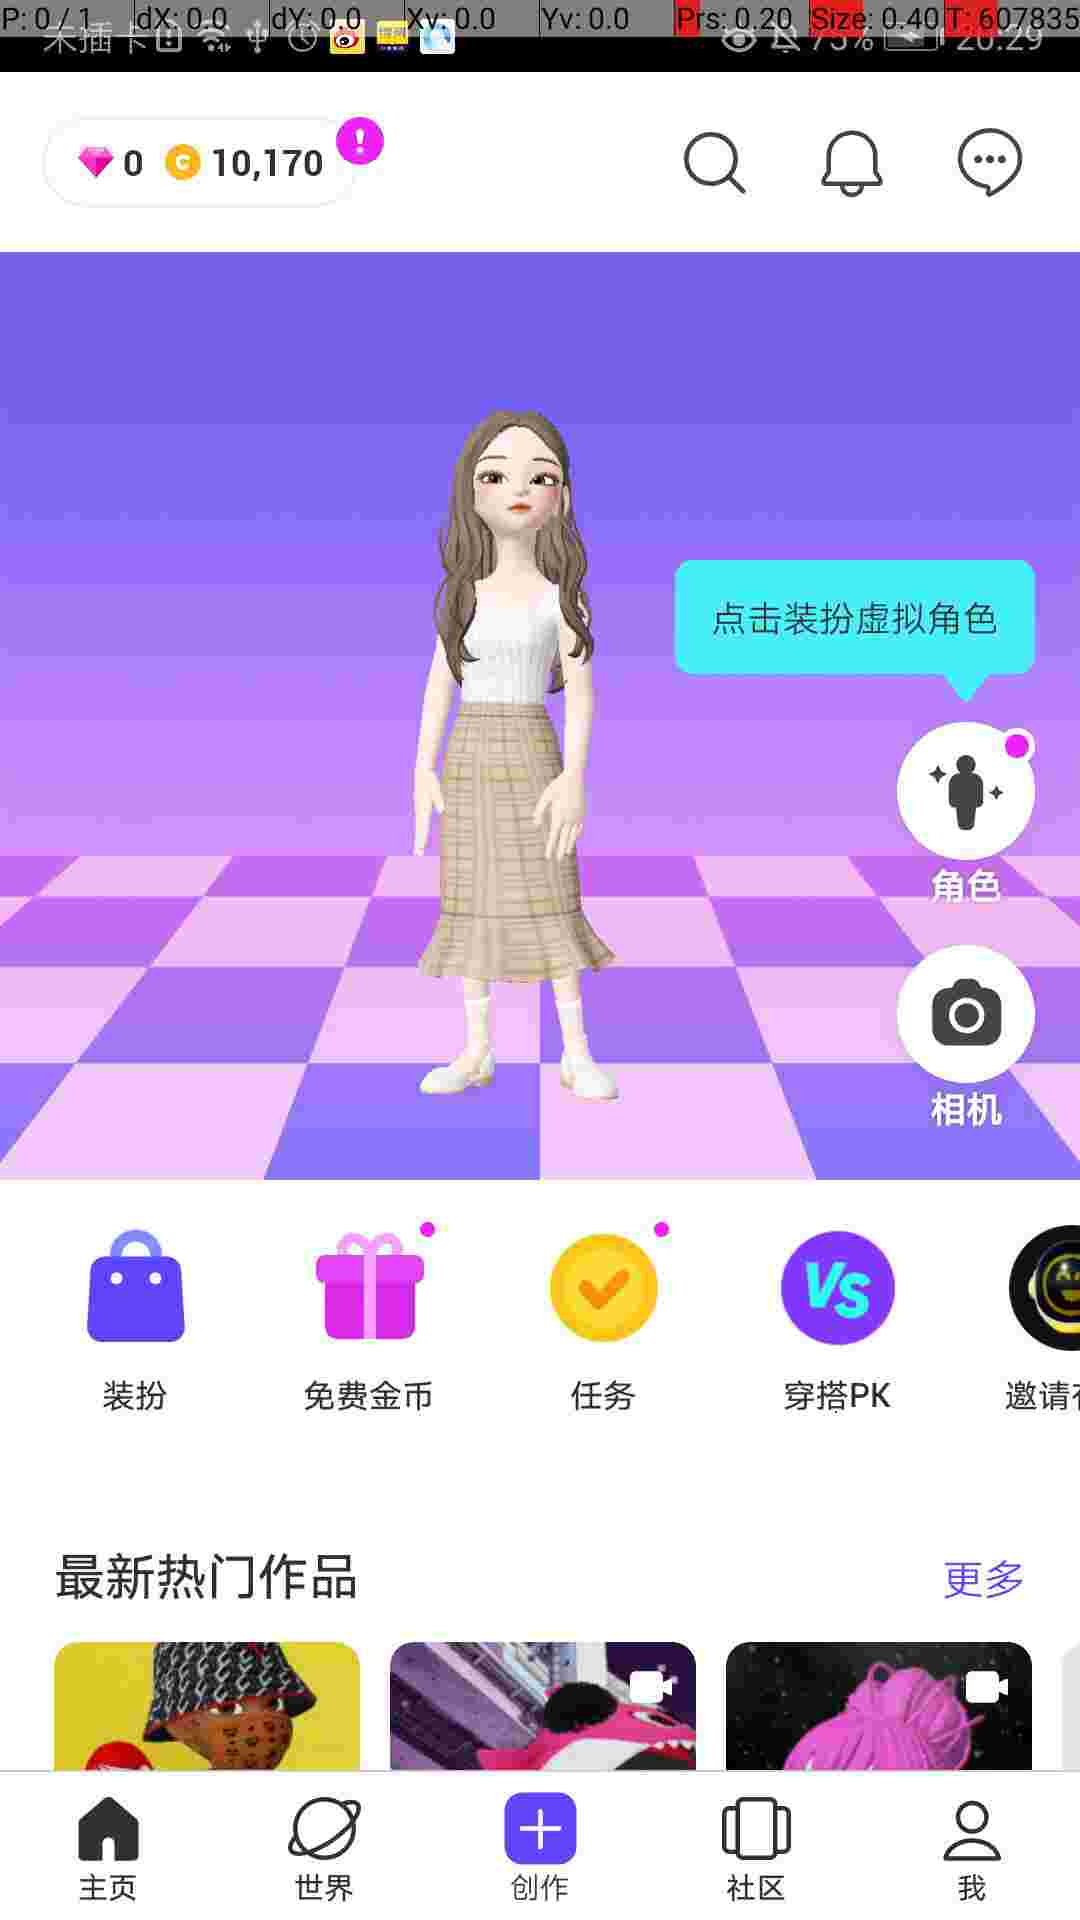 P: 0 / 1 dX: 0.0 dY: 0.0 Xv: 0.0 Yv: 0.0 Prs: 0.20 Size: 0.40 T: 607835
未插卡 73% 20:29
0 C 10,170 !
点击装扮虚拟角色
角色
相机
VS
装扮 免费金币 任务 穿搭PK 邀请
最新热门作品 更多
主页 世界 创作 社区 我